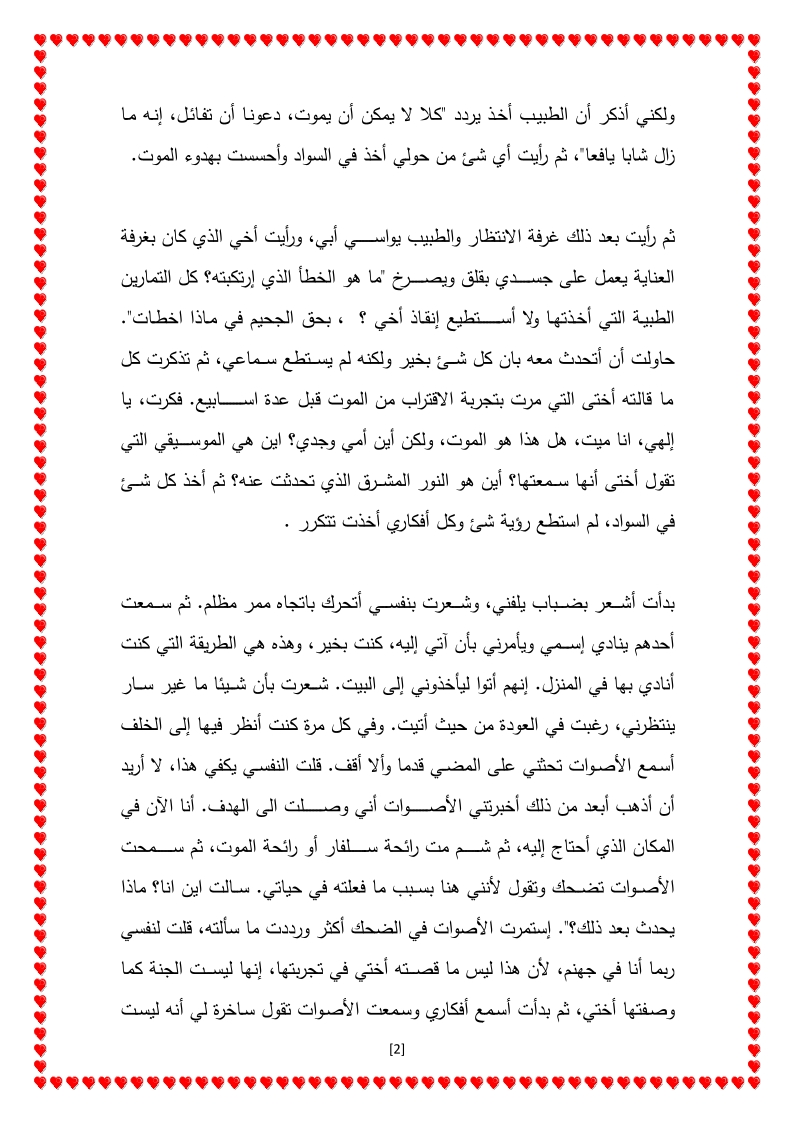 ولكني أذكر أن الطبيب أخذ يردد "كلا لا يمكن أن يموت، دعونا أن تفائل، إنه ما
زال شابا يافعا"، ثم رأيت أي شئ من حولي أخذ في السواد وأحسست بهدوء الموت.
ثم رأيت بعد ذلك غرفة الانتظار والطبيب يواسي أبي، ورأيت أخي الذي كان بغرفة
العناية يعمل على جسدي بقلق ويصرخ "ما هو الخطأ الذي إرتكبته؟ كل التمارين
الطبية التي أخذتها ولا أستطيع إنقاذ أخي ؟ ، بحق الجحيم في ماذا اخطات".
حاولت أن أتحدث معه بان كل شئ بخير ولكنه لم يستطع سماعي، ثم تذكرت كل
ما قالته أختى التي مرت بتجربة الاقتراب من الموت قبل عدة اسابيع. فكرت، يا
إلهي، انا ميت، هل هذا هو الموت، ولكن أين أمي وجدي؟ اين هي الموسيقي التي
تقول أختى أنها سمعتها؟ أين هو النور المشرق الذي تحدثت عنه؟ ثم أخذ كل شئ
في السواد، لم استطع رؤية شئ وكل أفكاري أخذت تتكرر .
بدأت أشعر بضباب يلفني، وشعرت بنفسي أتحرك باتجاه ممر مظلم. ثم سمعت
أحدهم ينادي إسمي ويأمرني بأن آتي إليه، كنت بخير، وهذه هي الطريقة التي كنت
أنادي بها في المنزل. إنهم أتوا ليأخذوني إلى البيت. شعرت بأن شيئا ما غير سار
ينتظرني، رغبت في العودة من حيث أتيت. وفي كل مرة كنت أنظر فيها إلى الخلف
أسمع الأصوات تحثني على المضي قدما وألا أقف. قلت النفسي يكفي هذا، لا أريد
أن أذهب أبعد من ذلك أخبرتني الأصوات أني وصلت الى الهدف. أنا الآن في
المكان الذي أحتاج إليه، ثم شم مت رائحة سلفار أو رائحة الموت، ثم سمحت
الأصوات تضحك وتقول لأنني هنا بسبب ما فعلته في حياتي. سالت اين انا؟ ماذا
يحدث بعد ذلك؟". إستمرت الأصوات في الضحك أكثر ورددت ما سألته، قلت لنفسي
ربما أنا في جهنم، لأن هذا ليس ما قصته أختي في تجربتها، إنها ليست الجنة كما
وصفتها أختي، ثم بدأت أسمع أفكاري وسمعت الأصوات تقول ساخرة لي أنه ليست
[2]